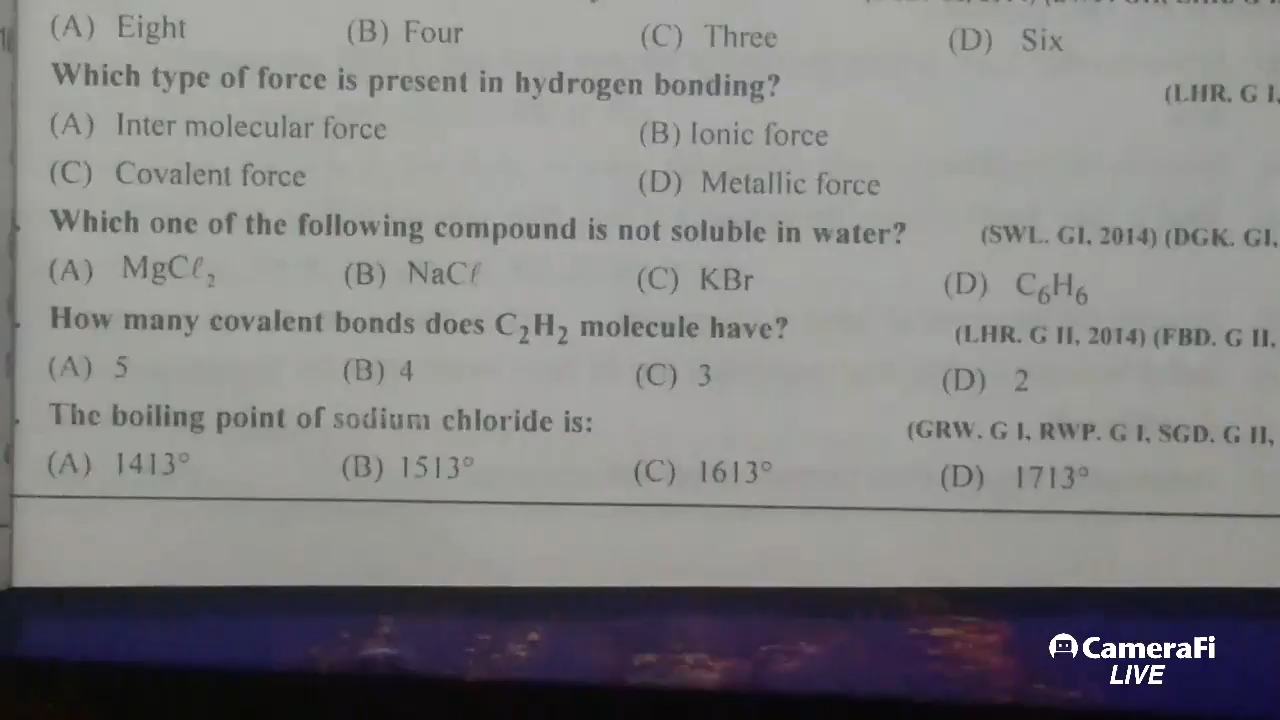 (A) Eight (B) Four (C) Three (D) Six
Which type of force is present in hydrogen bonding? (LHR. G I,
(A) Inter molecular force (B) Ionic force
(C) Covalent force (D) Metallic force
Which one of the following compound is not soluble in water? (SWL. GI, 2014) (DGK. GI,
(A) MgCℓ₂ (B) NaCℓ (C) KBr (D) C₆H₆
How many covalent bonds does C₂H₂ molecule have? (LHR. G II, 2014) (FBD. G II,
(A) 5 (B) 4 (C) 3 (D) 2
The boiling point of sodium chloride is: (GRW. G I, RWP. G I, SGD. G II,
(A) 1413° (B) 1513° (C) 1613° (D) 1713°
CameraFi
LIVE